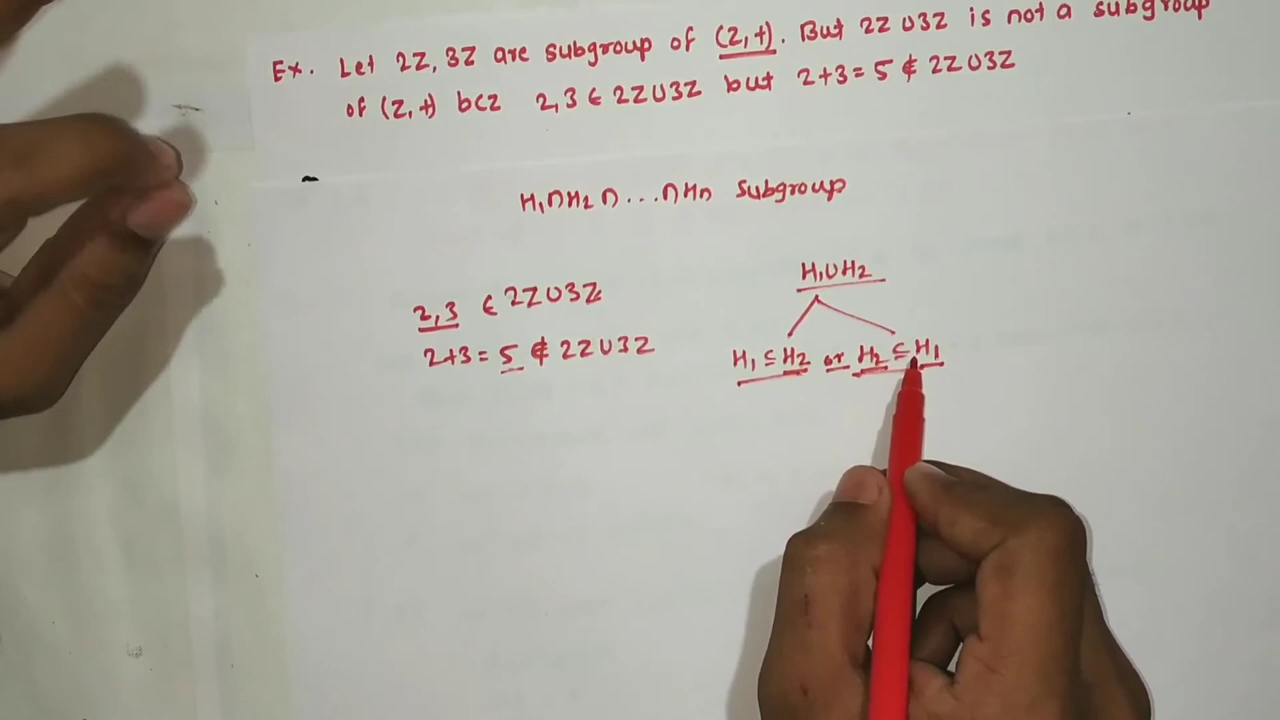 Ex. Let 2Z, 3Z are subgroup of (Z,+). But 2Z∪3Z is not a subgroup
of (Z,+) bcz 2,3 ∈ 2Z∪3Z but 2+3=5 ∉ 2Z∪3Z
H₁∩H₂∩...∩Hn subgroup
H₁∪H₂
2,3 ∈ 2Z∪3Z
2+3=5 ∉ 2Z∪3Z
H₁⊆H₂ or H₂⊆H₁